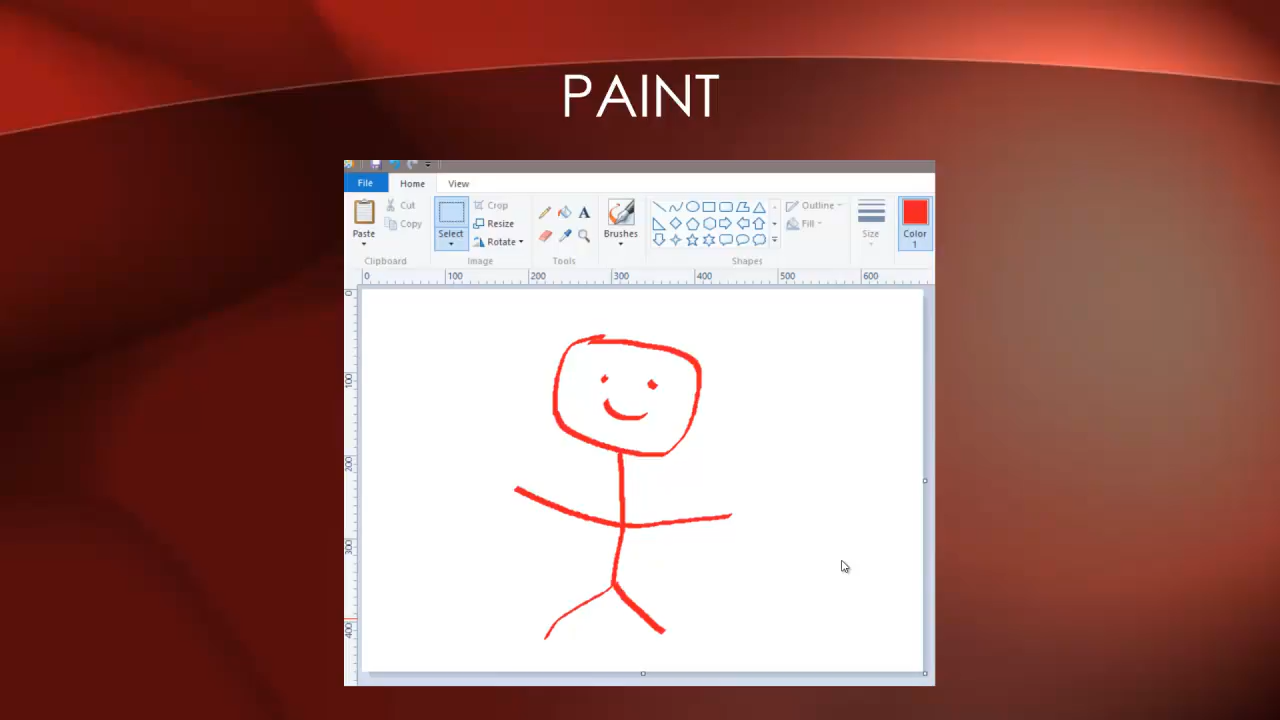 PAINT
File Home View
Paste
Cut
Copy
Clipboard
Select
Crop
Resize
Rotate
Image
Tools
Brushes
Shapes
Outline
Fill
Size
Color
1
0 100 200 300 400 500 600
0
100
200
300
400